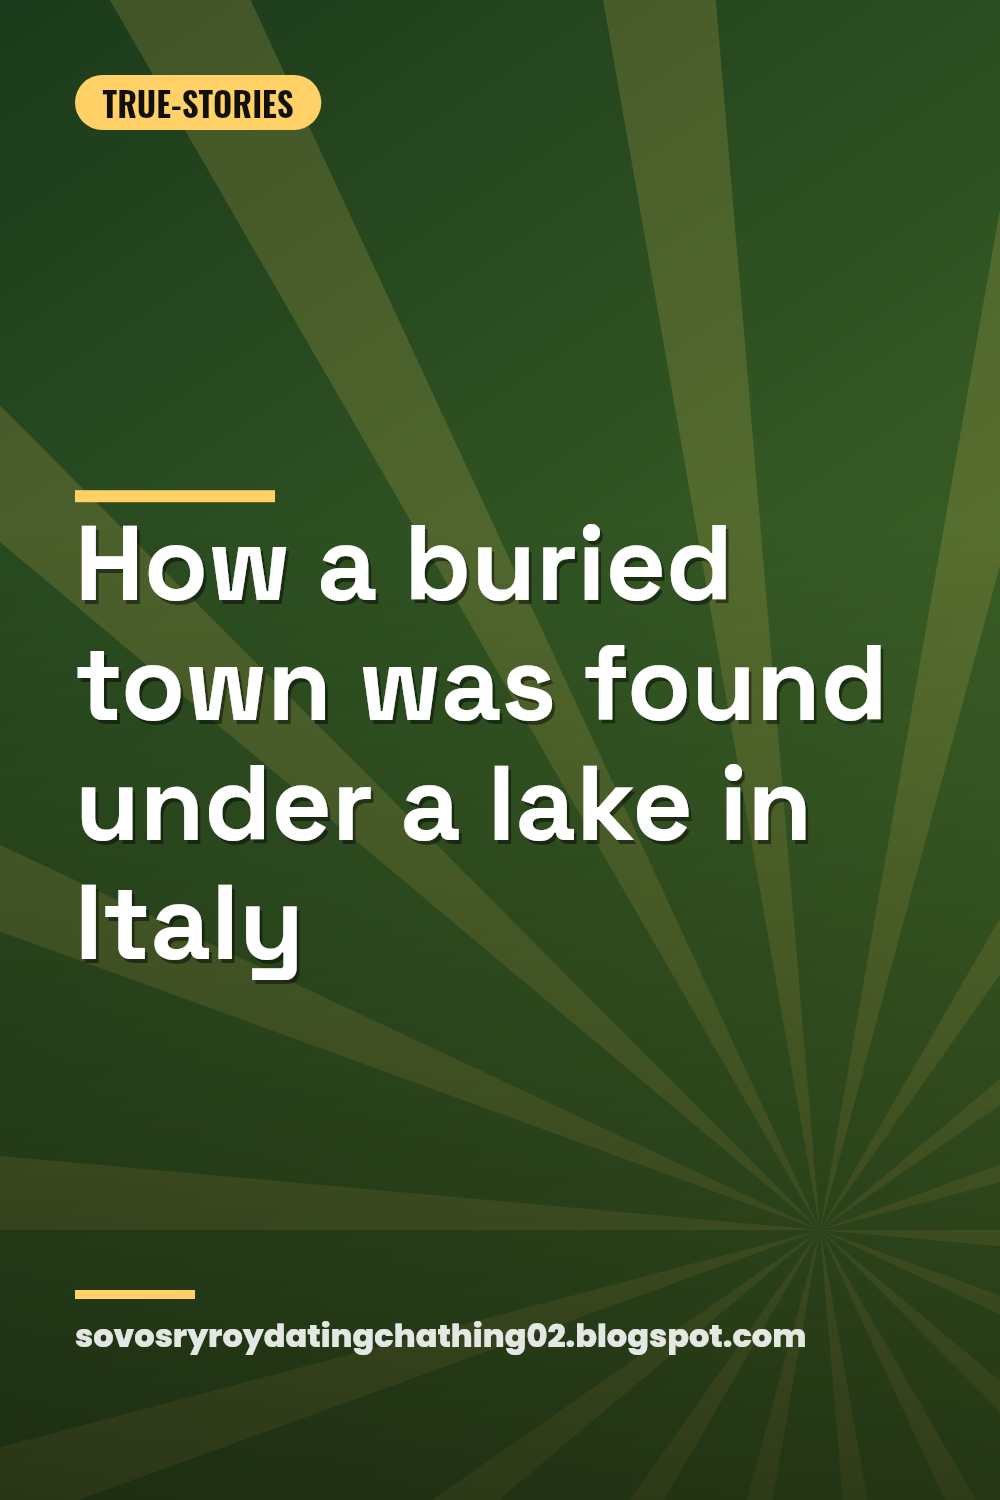 TRUE-STORIES
How a buried
town was found
under a lake in
Italy
sovosryroydatingchathing02.blogspot.com